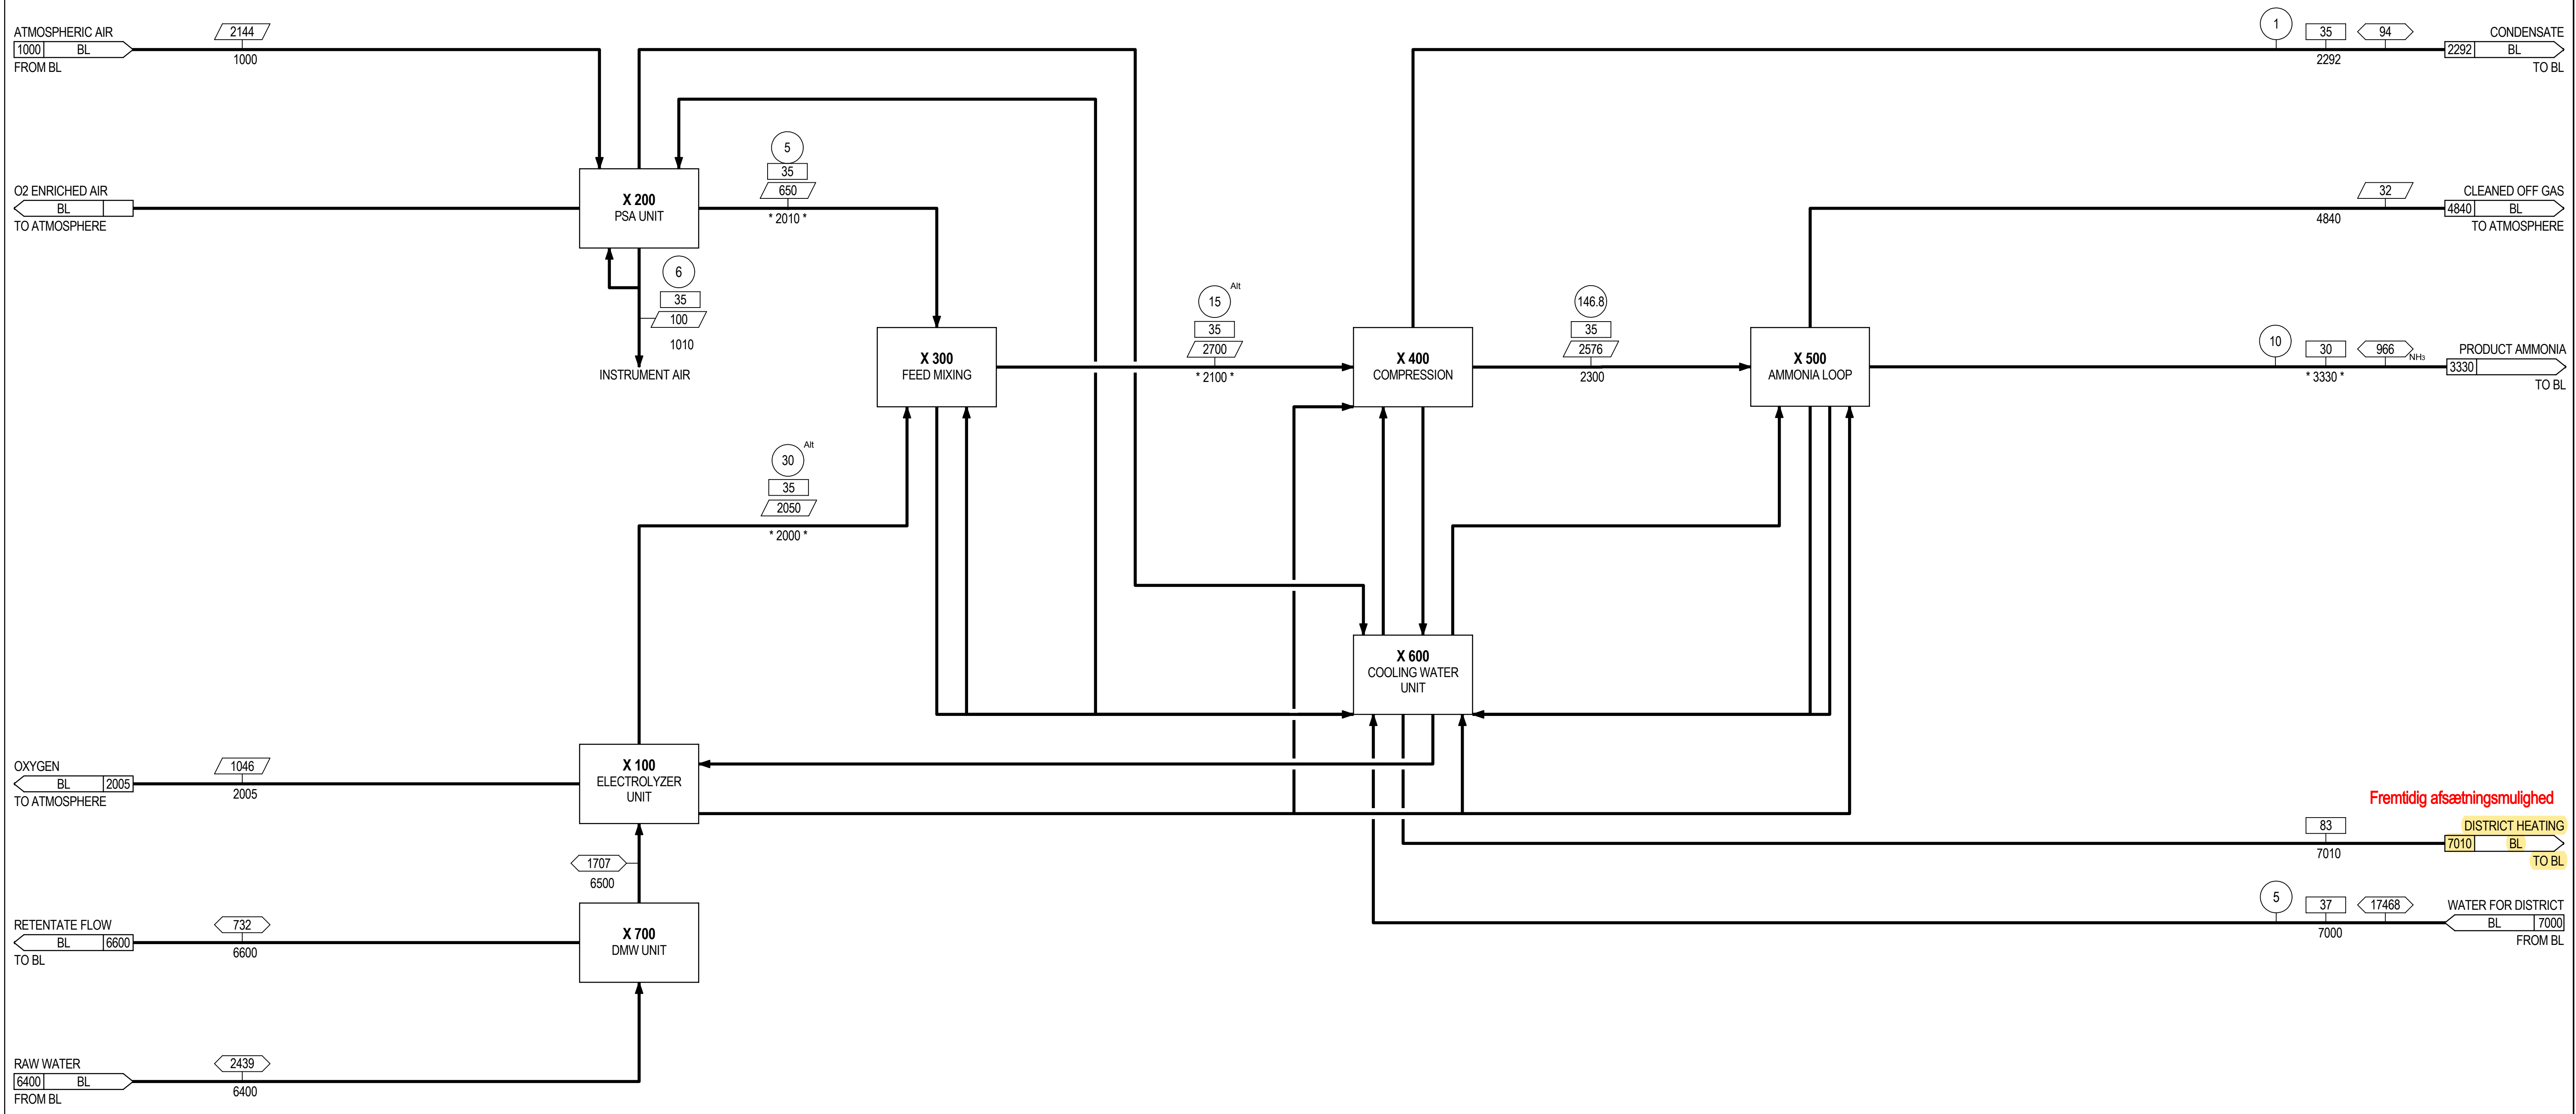 ATMOSPHERIC AIR
1000 BL
FROM BL
2144
1000
1
35
94
2292
CONDENSATE
2292 BL
TO BL
O2 ENRICHED AIR
BL
TO ATMOSPHERE
X 200
PSA UNIT
5
35
650
* 2010 *
32
4840
CLEANED OFF GAS
4840 BL
TO ATMOSPHERE
6
35
100
1010
INSTRUMENT AIR
X 300
FEED MIXING
15 Alt
35
2700
* 2100 *
X 400
COMPRESSION
146.8
35
2576
2300
X 500
AMMONIA LOOP
10
30
966 NH₃
* 3330 *
PRODUCT AMMONIA
3330
TO BL
30 Alt
35
2050
* 2000 *
X 600
COOLING WATER
UNIT
OXYGEN
BL 2005
TO ATMOSPHERE
1046
2005
X 100
ELECTROLYZER
UNIT
Fremtidig afsætningsmulighed
83
7010
DISTRICT HEATING
7010 BL
TO BL
1707
6500
5
37
17468
7000
WATER FOR DISTRICT
BL 7000
FROM BL
RETENTATE FLOW
BL 6600
TO BL
732
6600
X 700
DMW UNIT
RAW WATER
6400 BL
FROM BL
2439
6400